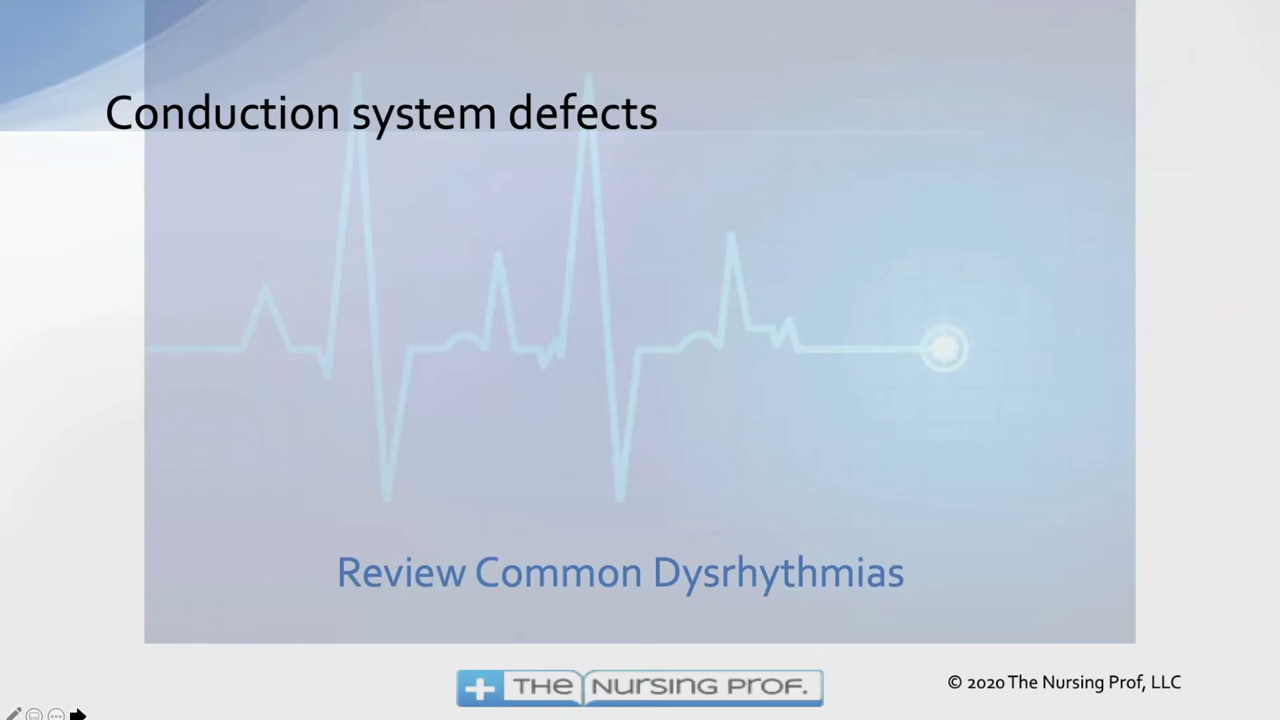 Conduction system defects
Review Common Dysrhythmias
THE NURSING PROF.
© 2020 The Nursing Prof, LLC